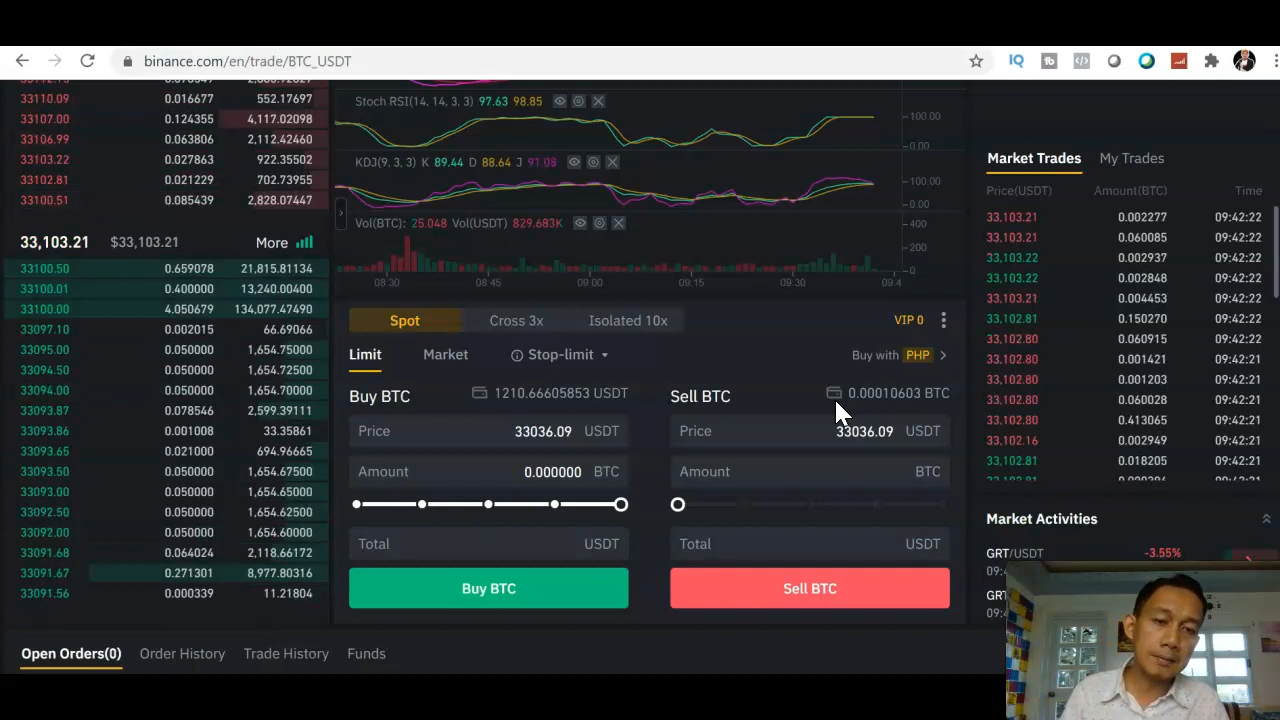 binance.com/en/trade/BTC_USDT
33110.09 0.016677 552.17697
33107.00 0.124355 4,117.02098
33106.99 0.063806 2,112.42460
33103.22 0.027863 922.35502
33102.81 0.021229 702.73955
33100.51 0.085439 2,828.07447
33,103.21 $33,103.21 More
33100.50 0.659078 21,815.81134
33100.01 0.400000 13,240.00400
33100.00 4.050679 134,077.47490
33097.10 0.002015 66.69066
33095.00 0.050000 1,654.75000
33094.50 0.050000 1,654.72500
33094.00 0.050000 1,654.70000
33093.87 0.078546 2,599.39111
33093.86 0.001008 33.35861
33093.65 0.021000 694.96665
33093.50 0.050000 1,654.67500
33093.00 0.050000 1,654.65000
33092.50 0.050000 1,654.62500
33092.00 0.050000 1,654.60000
33091.68 0.064024 2,118.66172
33091.67 0.271301 8,977.80316
33091.56 0.000339 11.21804
Stoch RSI(14, 14, 3, 3) 97.63 98.85
100.00
0.00
KDJ(9, 3, 3) K 89.44 D 88.64 J 91.08
100.00
0.00
Vol(BTC): 25.048 Vol(USDT) 829.683K
400
200
0
08:30 08:45 09:00 09:15 09:30 09:4
Spot Cross 3x Isolated 10x VIP 0
Limit Market Stop-limit Buy with PHP
Buy BTC 1210.66605853 USDT
Price 33036.09 USDT
Amount 0.000000 BTC
Total USDT
Buy BTC
Sell BTC 0.00010603 BTC
Price 33036.09 USDT
Amount BTC
Total USDT
Sell BTC
Market Trades My Trades
Price(USDT) Amount(BTC) Time
33,103.21 0.002277 09:42:22
33,103.21 0.060085 09:42:22
33,103.22 0.002937 09:42:22
33,103.22 0.002848 09:42:22
33,103.21 0.004453 09:42:22
33,102.81 0.150270 09:42:22
33,102.80 0.060915 09:42:22
33,102.80 0.001421 09:42:22
33,102.80 0.001203 09:42:22
33,102.80 0.060028 09:42:22
33,102.80 0.413065 09:42:21
33,102.16 0.002949 09:42:21
33,102.81 0.018205 09:42:21
Market Activities
GRT/USDT -3.55%
Open Orders(0) Order History Trade History Funds